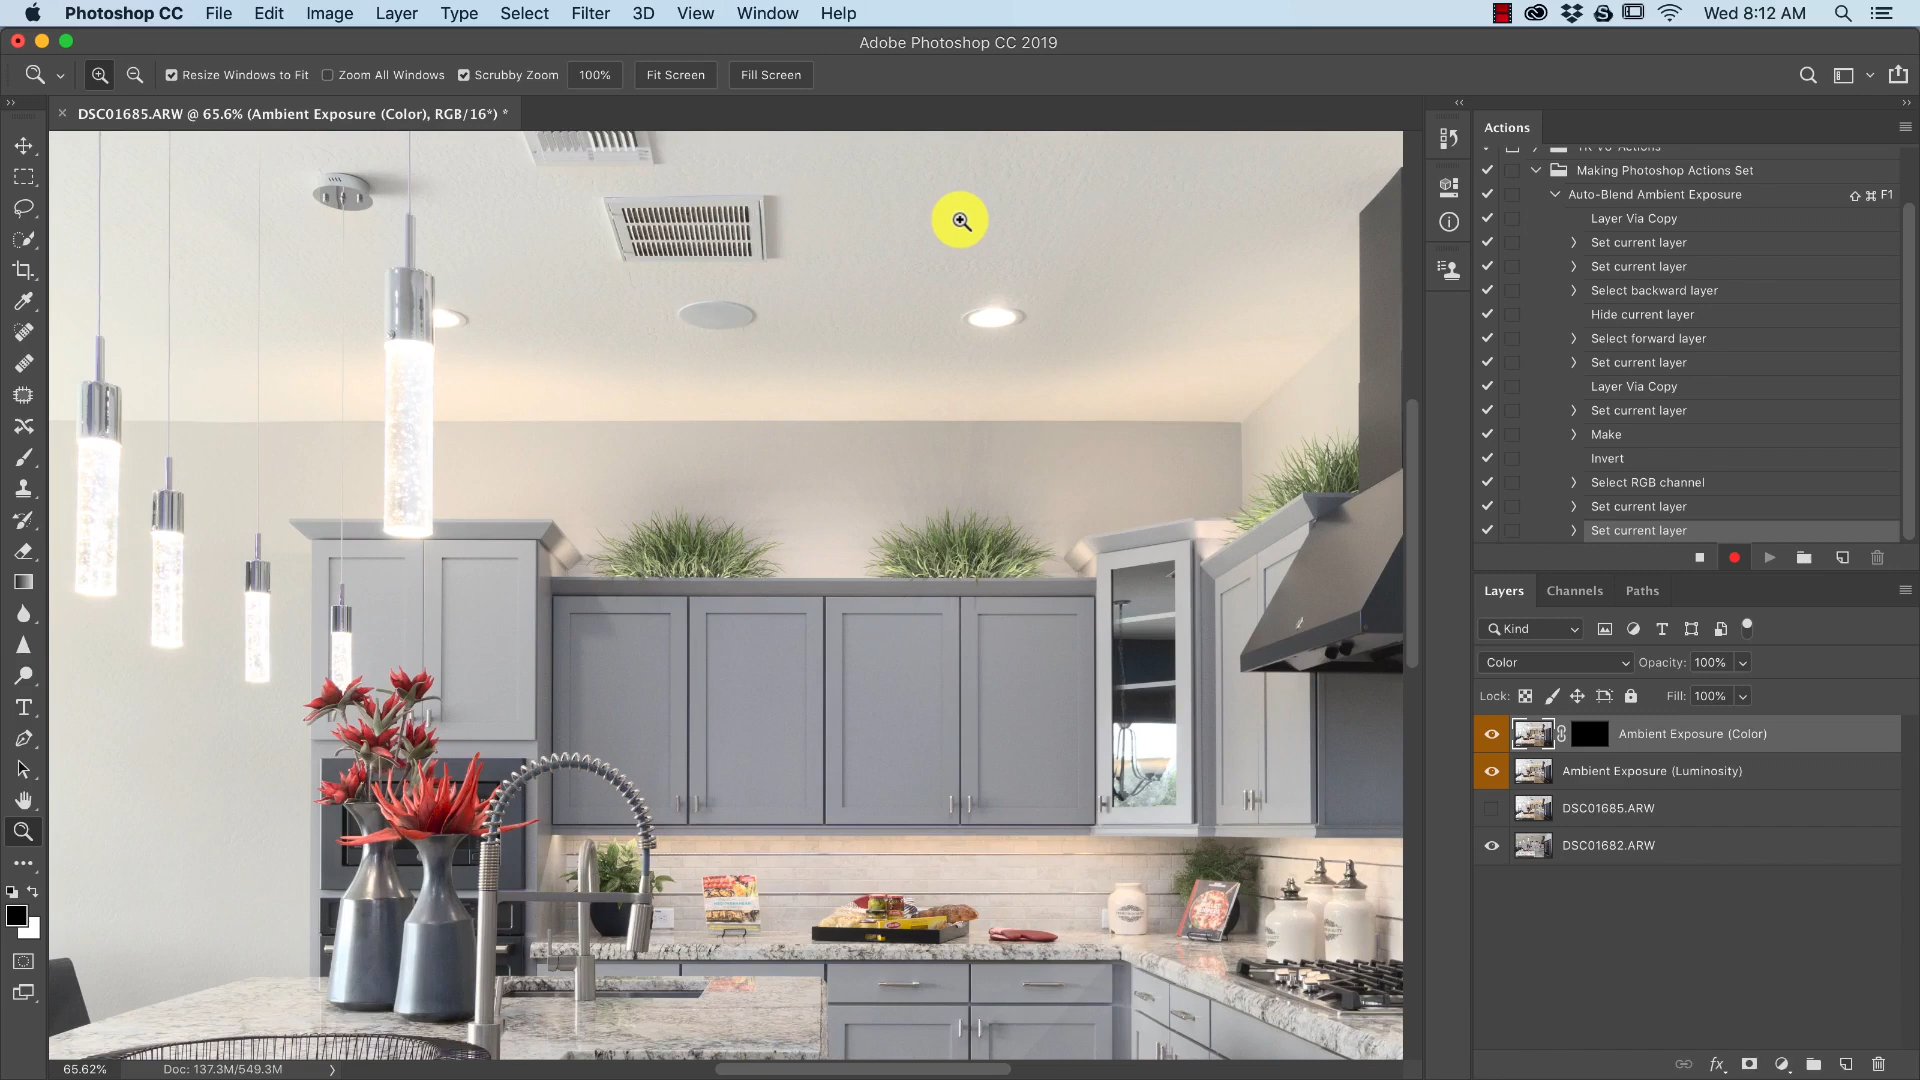 Photoshop CC File Edit Image Layer Type Select Filter 3D View Window Help Wed 8:12 AM
Adobe Photoshop CC 2019
Resize Windows to Fit Zoom All Windows Scrubby Zoom 100% Fit Screen Fill Screen
DSC01685.ARW @ 65.6% (Ambient Exposure (Color), RGB/16*) *
Actions
Making Photoshop Actions Set
Auto-Blend Ambient Exposure ⇧⌘F1
Layer Via Copy
Set current layer
Set current layer
Select backward layer
Hide current layer
Select forward layer
Set current layer
Layer Via Copy
Set current layer
Make
Invert
Select RGB channel
Set current layer
Set current layer
Layers Channels Paths
Kind
Color Opacity: 100%
Lock: Fill: 100%
Ambient Exposure (Color)
Ambient Exposure (Luminosity)
DSC01685.ARW
DSC01682.ARW
fx
65.62% Doc: 137.3M/549.3M